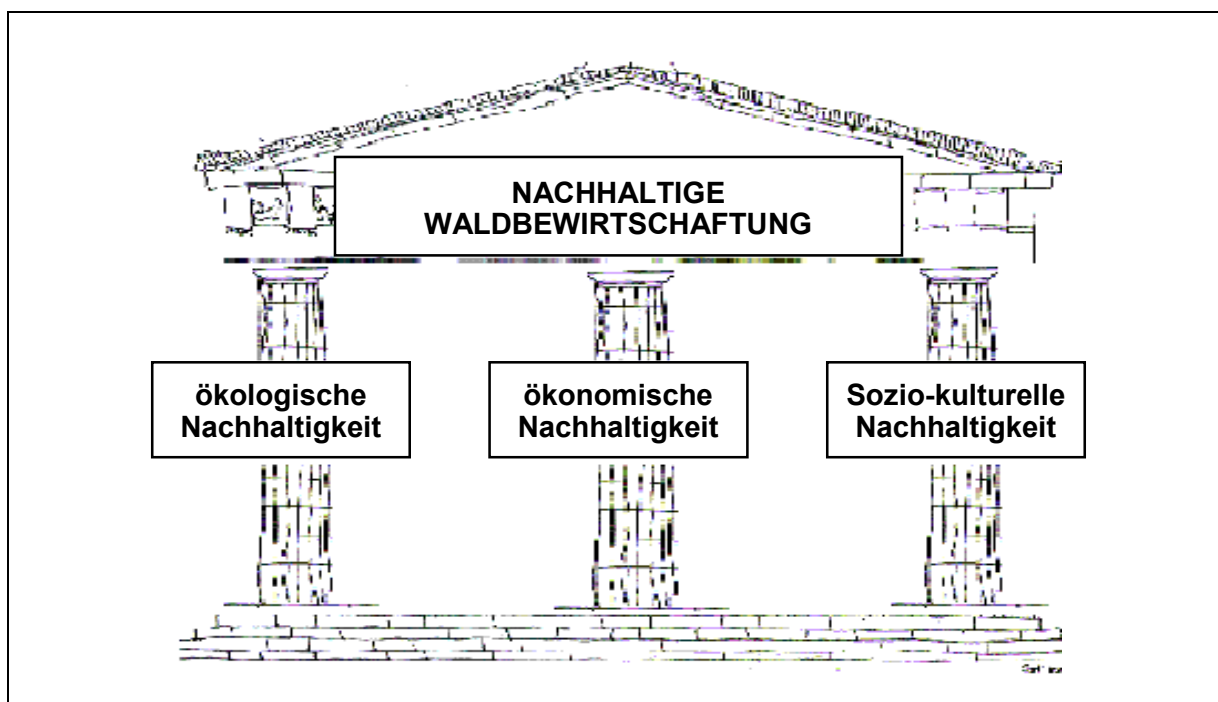 NACHHALTIGE
WALDBEWIRTSCHAFTUNG
ökologische
Nachhaltigkeit
ökonomische
Nachhaltigkeit
Sozio-kulturelle
Nachhaltigkeit